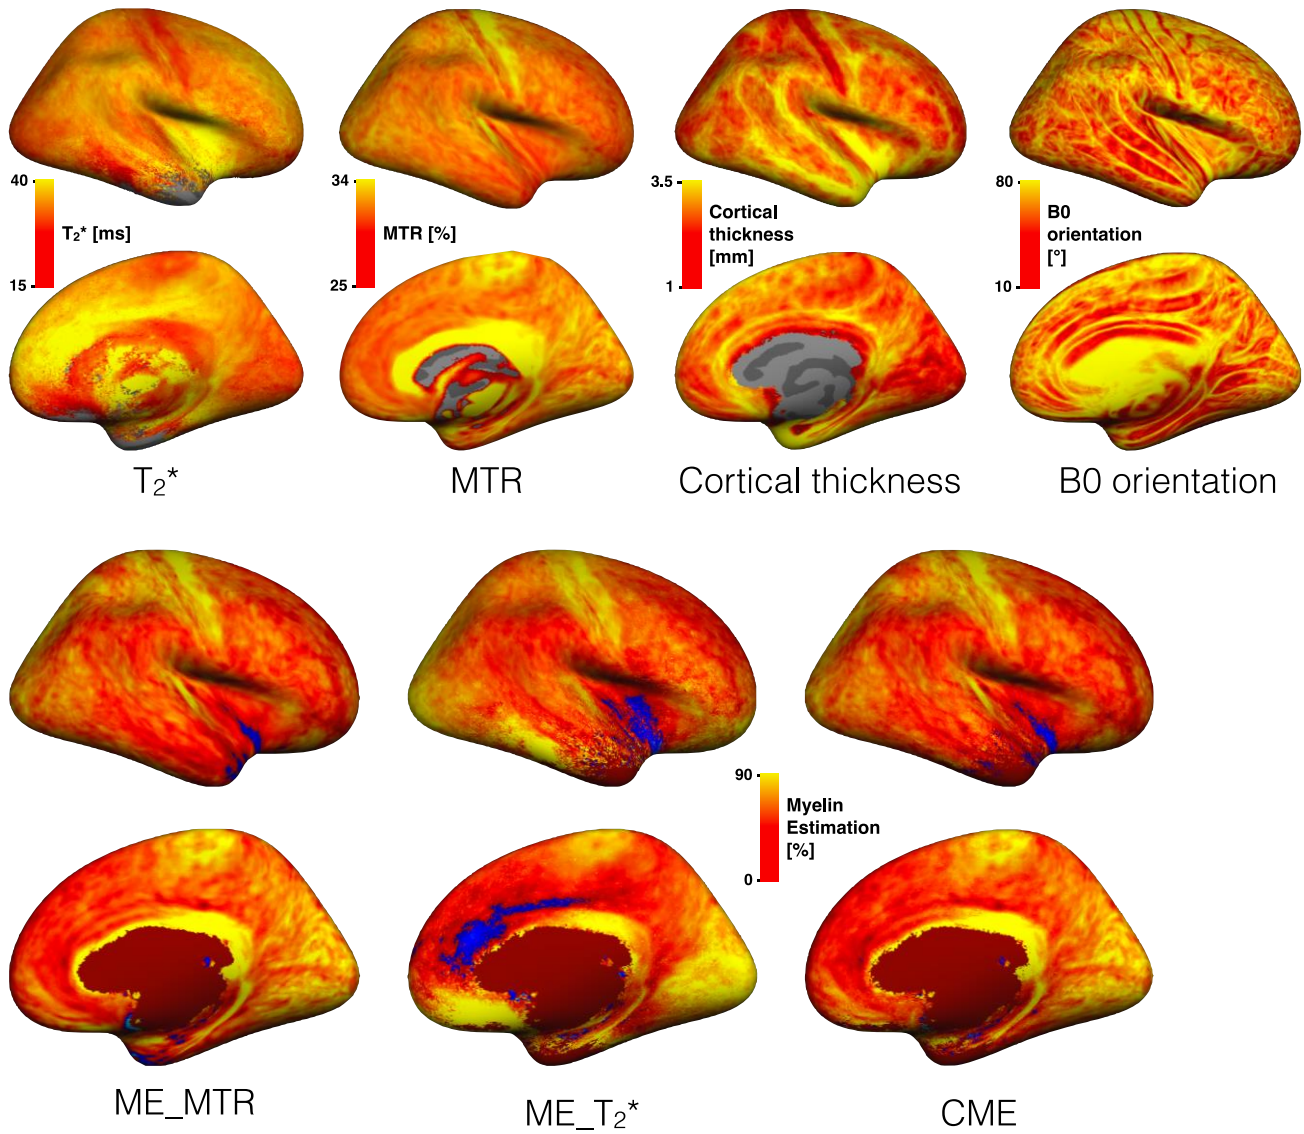 40
T₂* [ms]
15
34
MTR [%]
25
3.5
Cortical
thickness
[mm]
1
80
B0
orientation
[°]
10
T₂*
MTR
Cortical thickness
B0 orientation
90
Myelin
Estimation
[%]
0
ME_MTR
ME_T₂*
CME